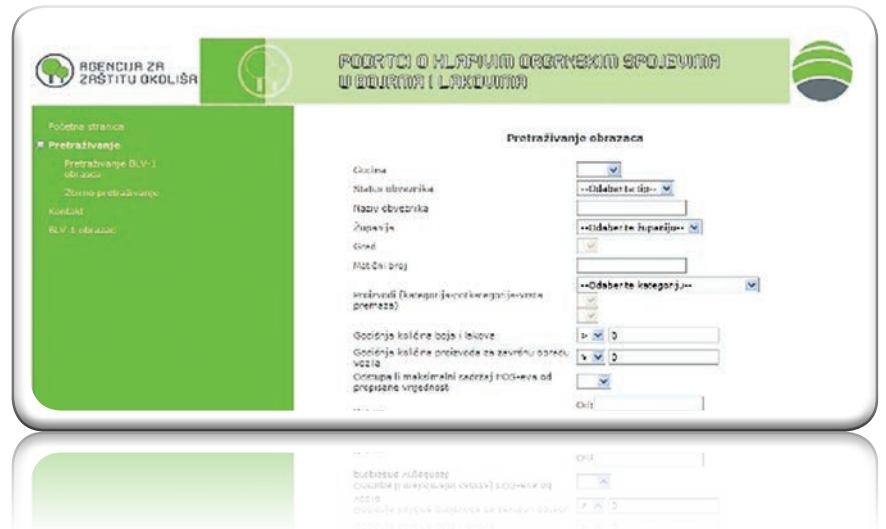 AGENCIJA ZA
ZAŠTITU OKOLIŠA
PODATCI O HLAPIVIM ORGANSKIM SPOJEVIMA
U BOJAMA I LAKOVIMA
Početna stranica
Pretraživanje
Pretraživanje BLV-1
obrasca
Zbirno pretraživanje
Kontakt
BLV-1 obrazac
Pretraživanje obrazaca
Godina
Status obveznika
--Odaberite tip--
Naziv obveznika
Županija
--Odaberite županiju--
Grad
Matični broj
Proizvodi (kategorija-potkategorija-vrsta
premaza)
--Odaberite kategoriju--
Godišnja količina boja i lakova
> 0
Godišnja količina proizvoda za završnu obradu
vozila
> 0
Odstupa li maksimalni sadržaj HOS-eva od
propisane vrijednosti
Od: